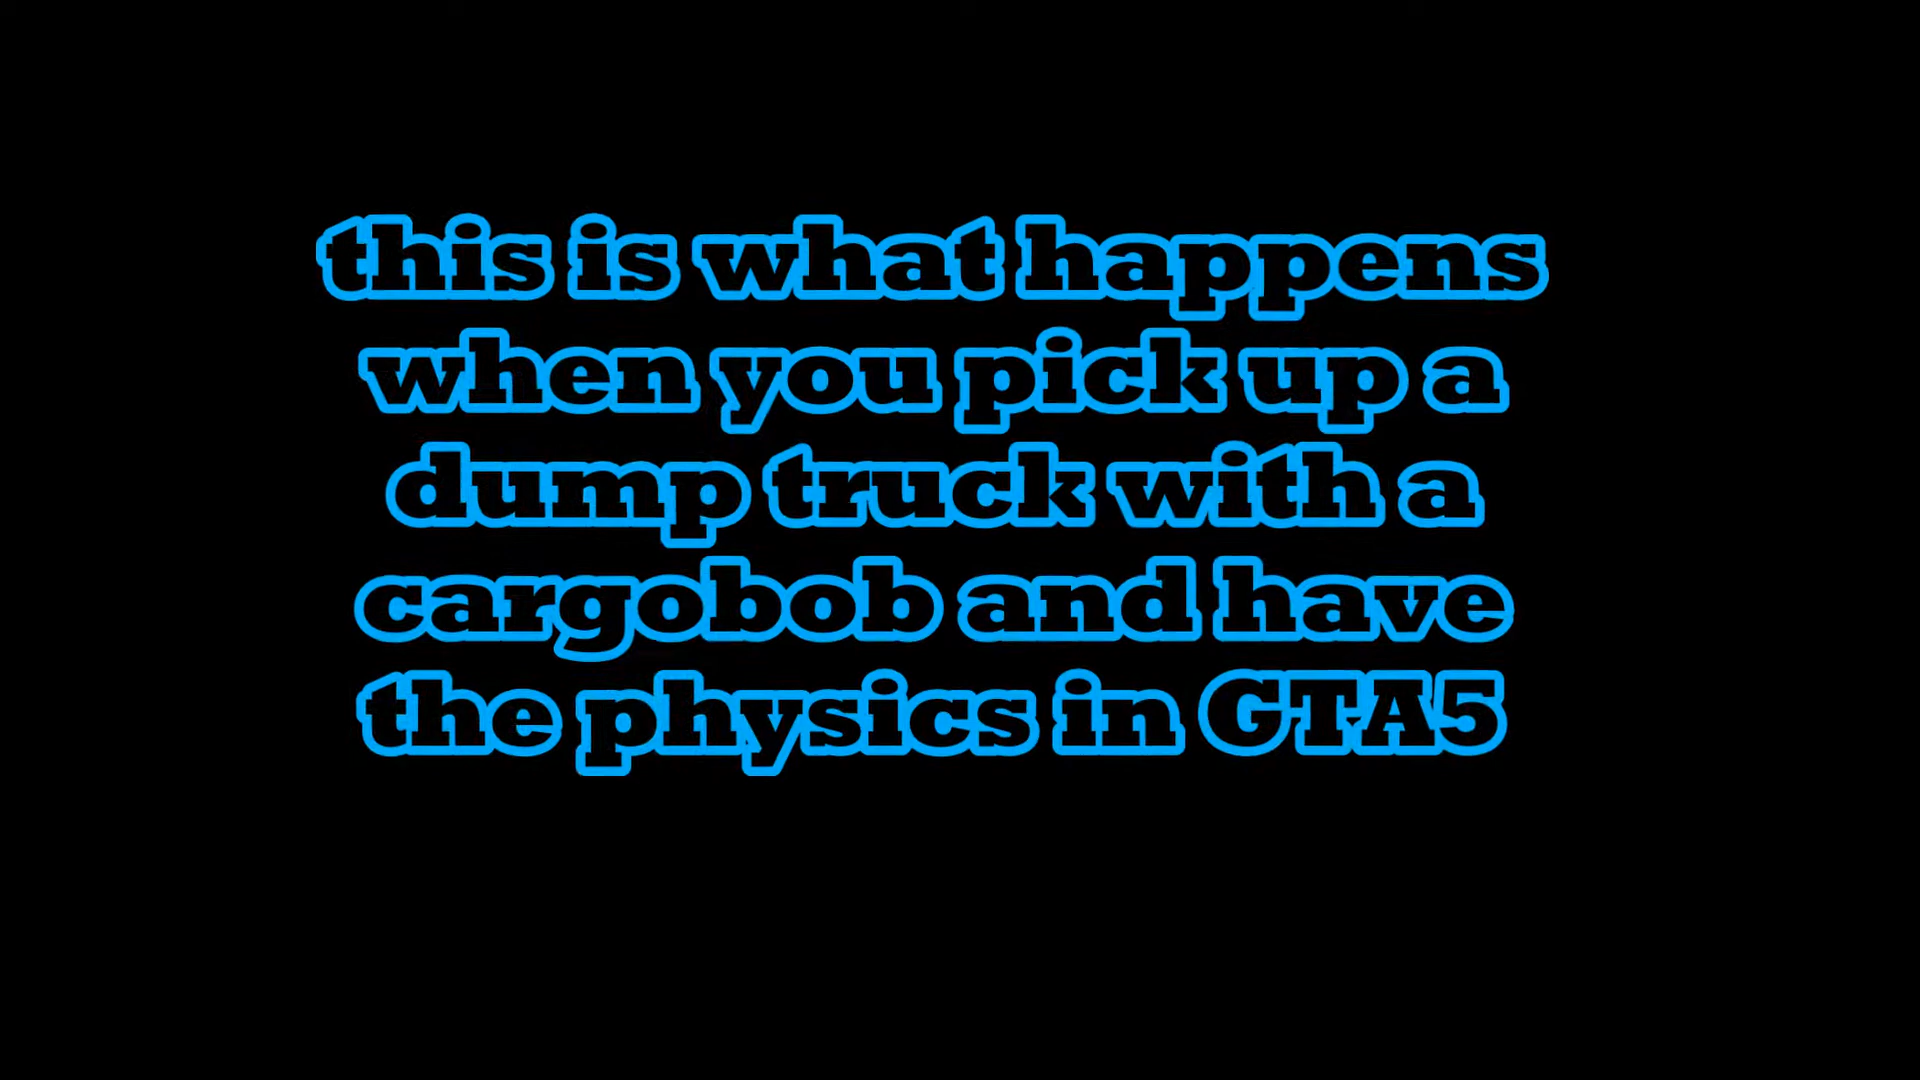 this is what happens
when you pick up a
dump truck with a
cargobob and have
the physics in GTA5